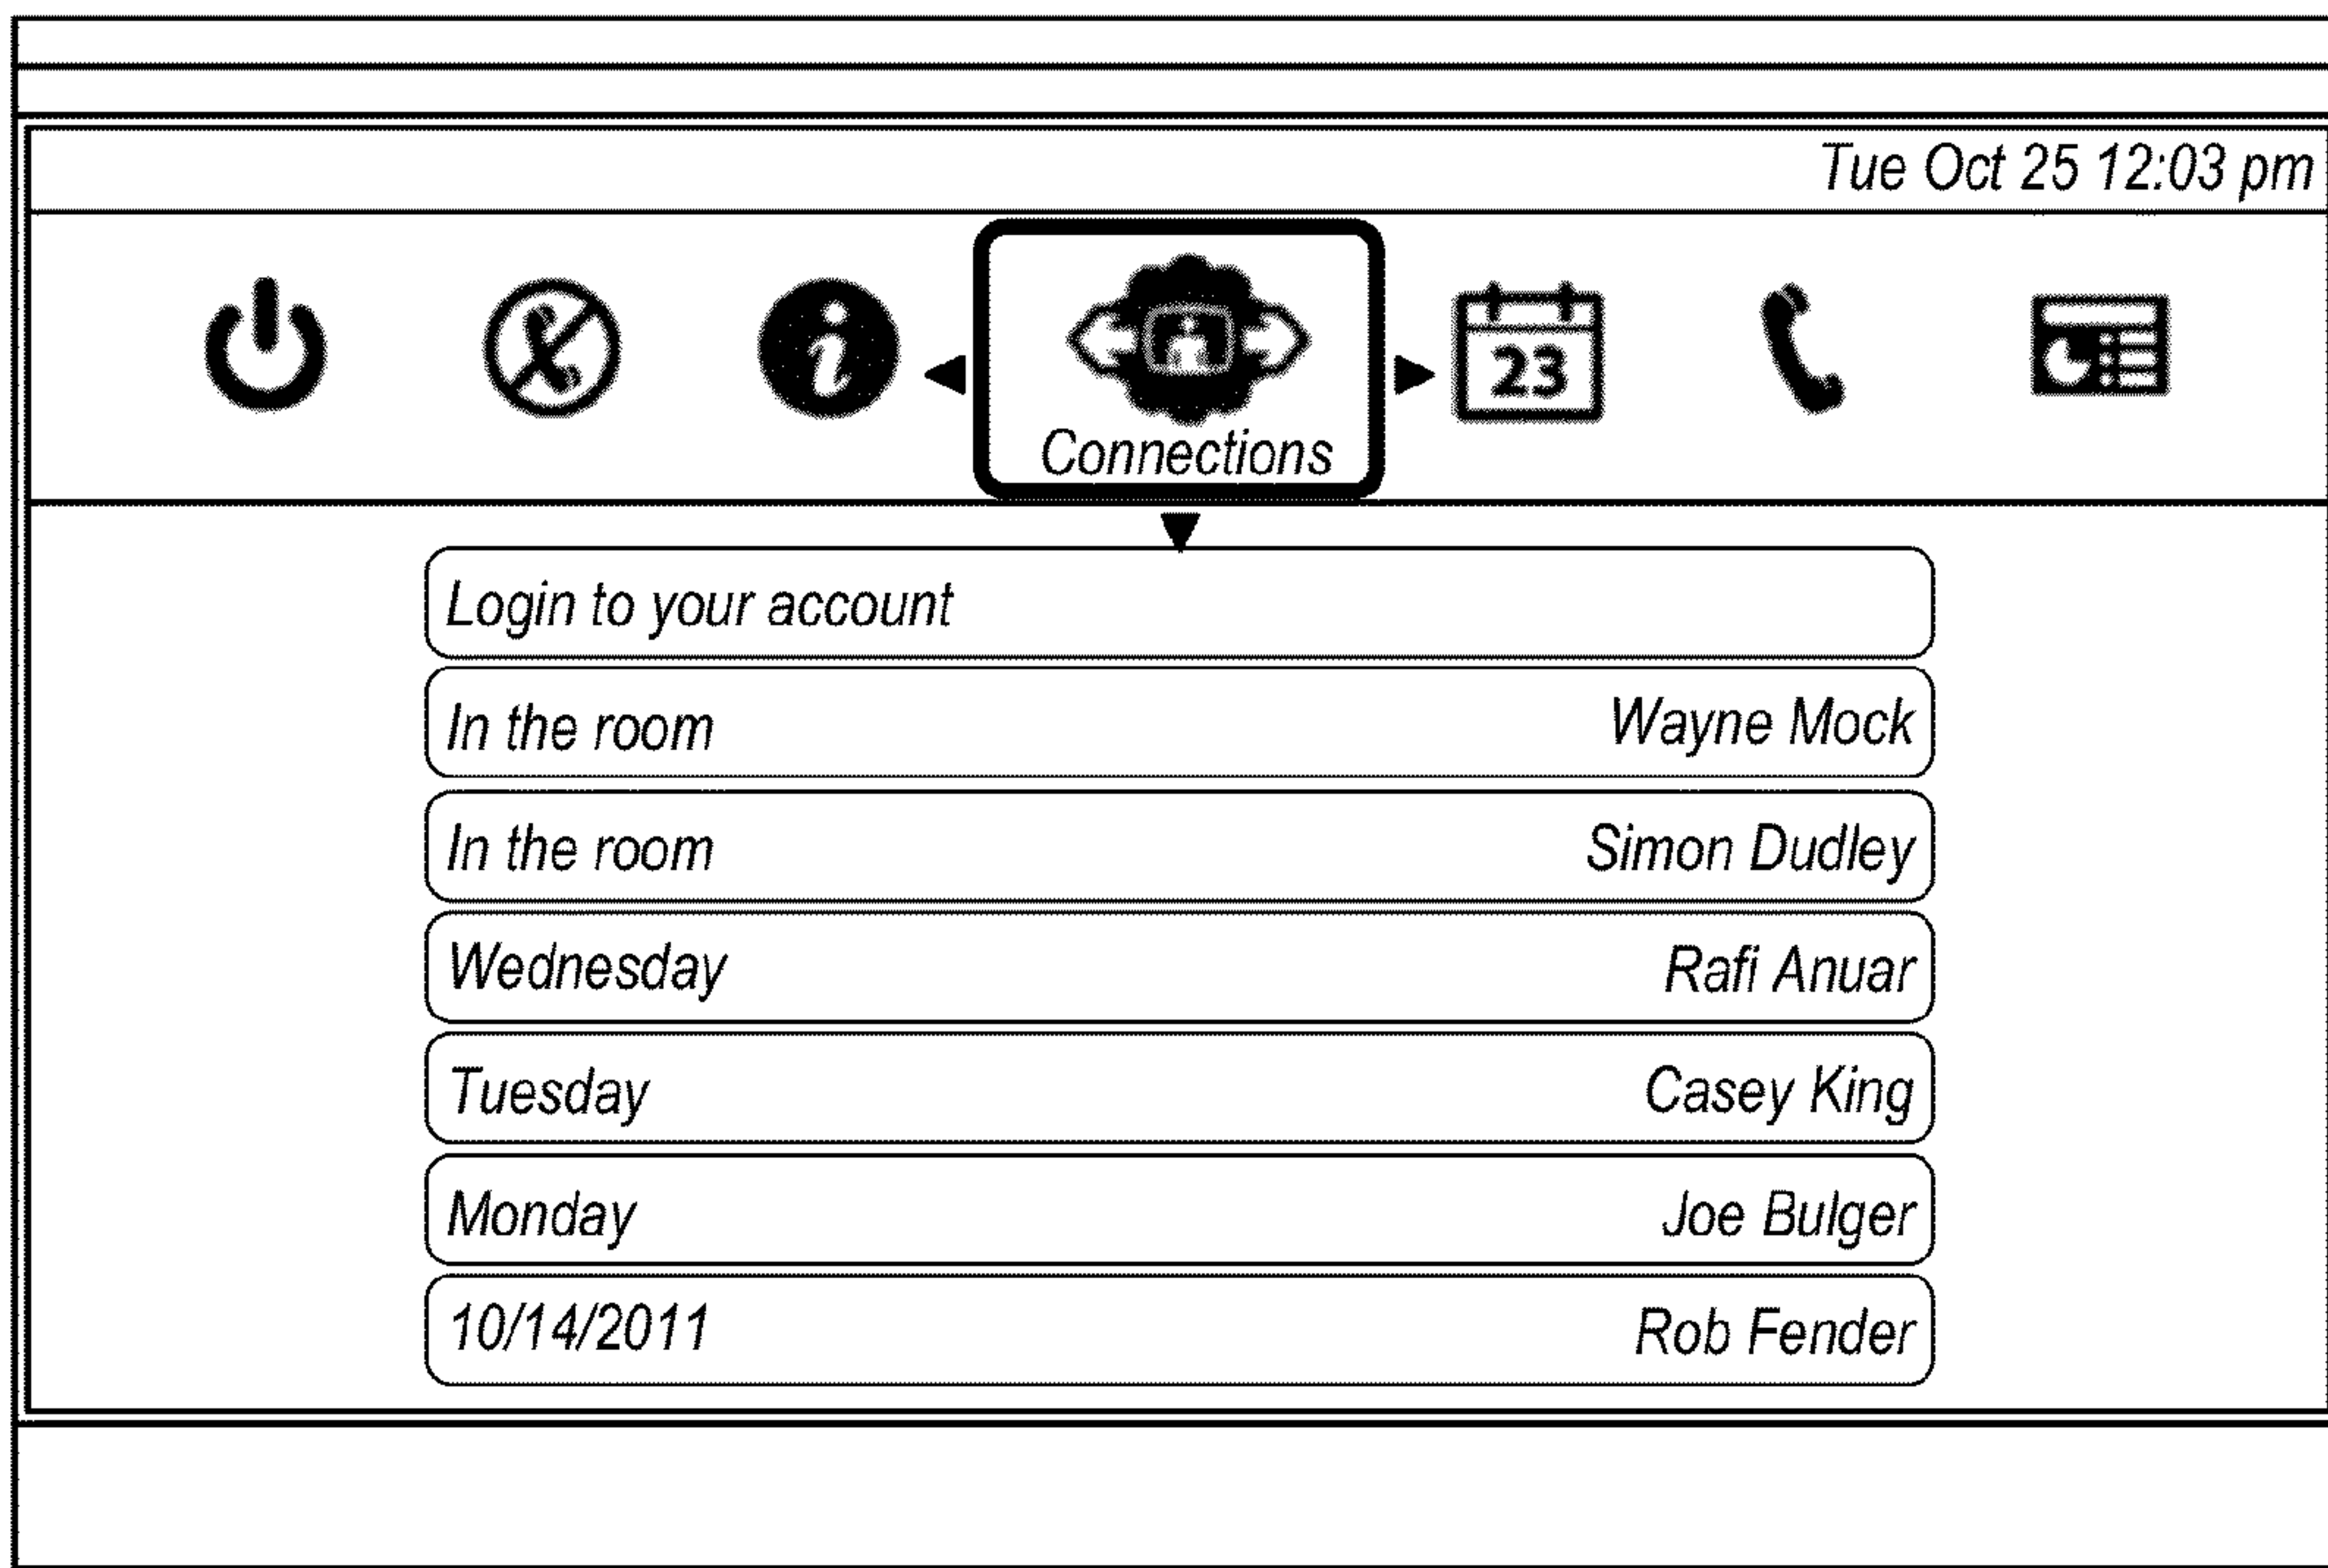 Tue Oct 25 12:03 pm
i
23
Connections
Login to your account
In the room Wayne Mock
In the room Simon Dudley
Wednesday Rafi Anuar
Tuesday Casey King
Monday Joe Bulger
10/14/2011 Rob Fender